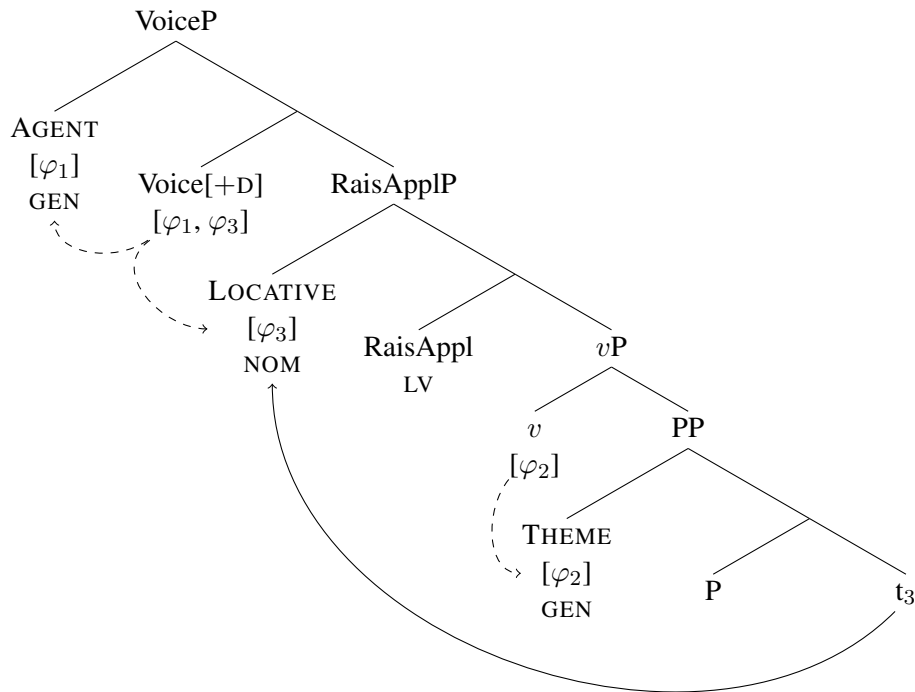 VoiceP
AGENT
[φ1]
GEN
Voice[+D]
[φ1, φ3]
RaisApplP
LOCATIVE
[φ3]
NOM
RaisAppl
LV
vP
v
[φ2]
PP
THEME
[φ2]
GEN
P
t3